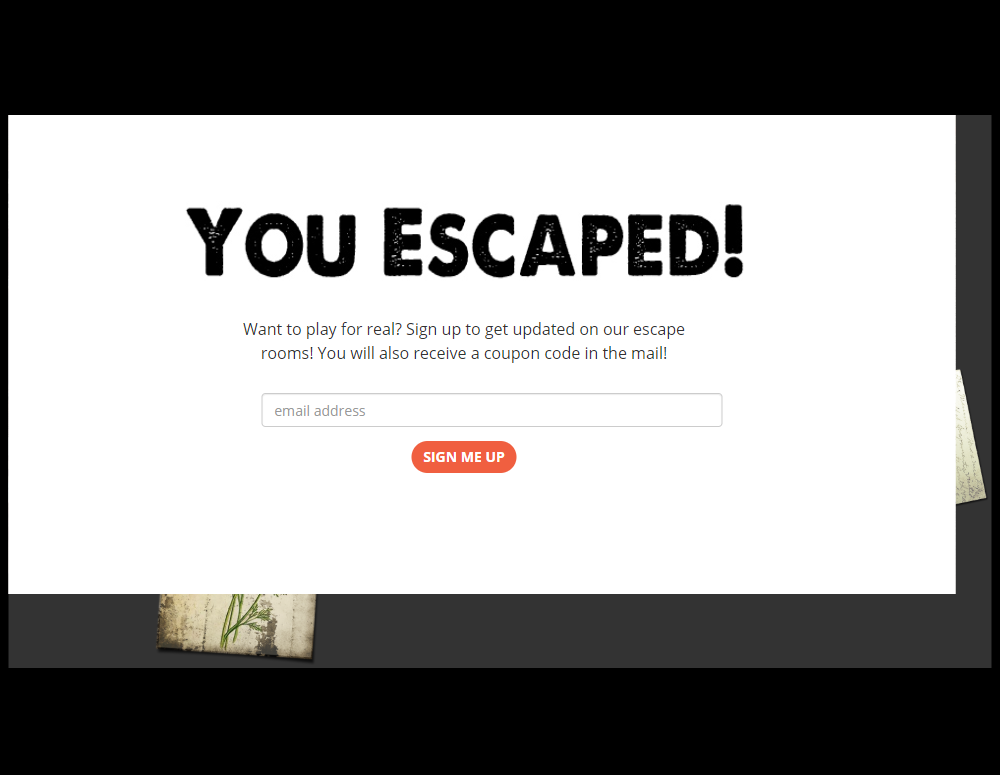 You Escaped!
Want to play for real? Sign up to get updated on our escape
rooms! You will also receive a coupon code in the mail!
email address
SIGN ME UP